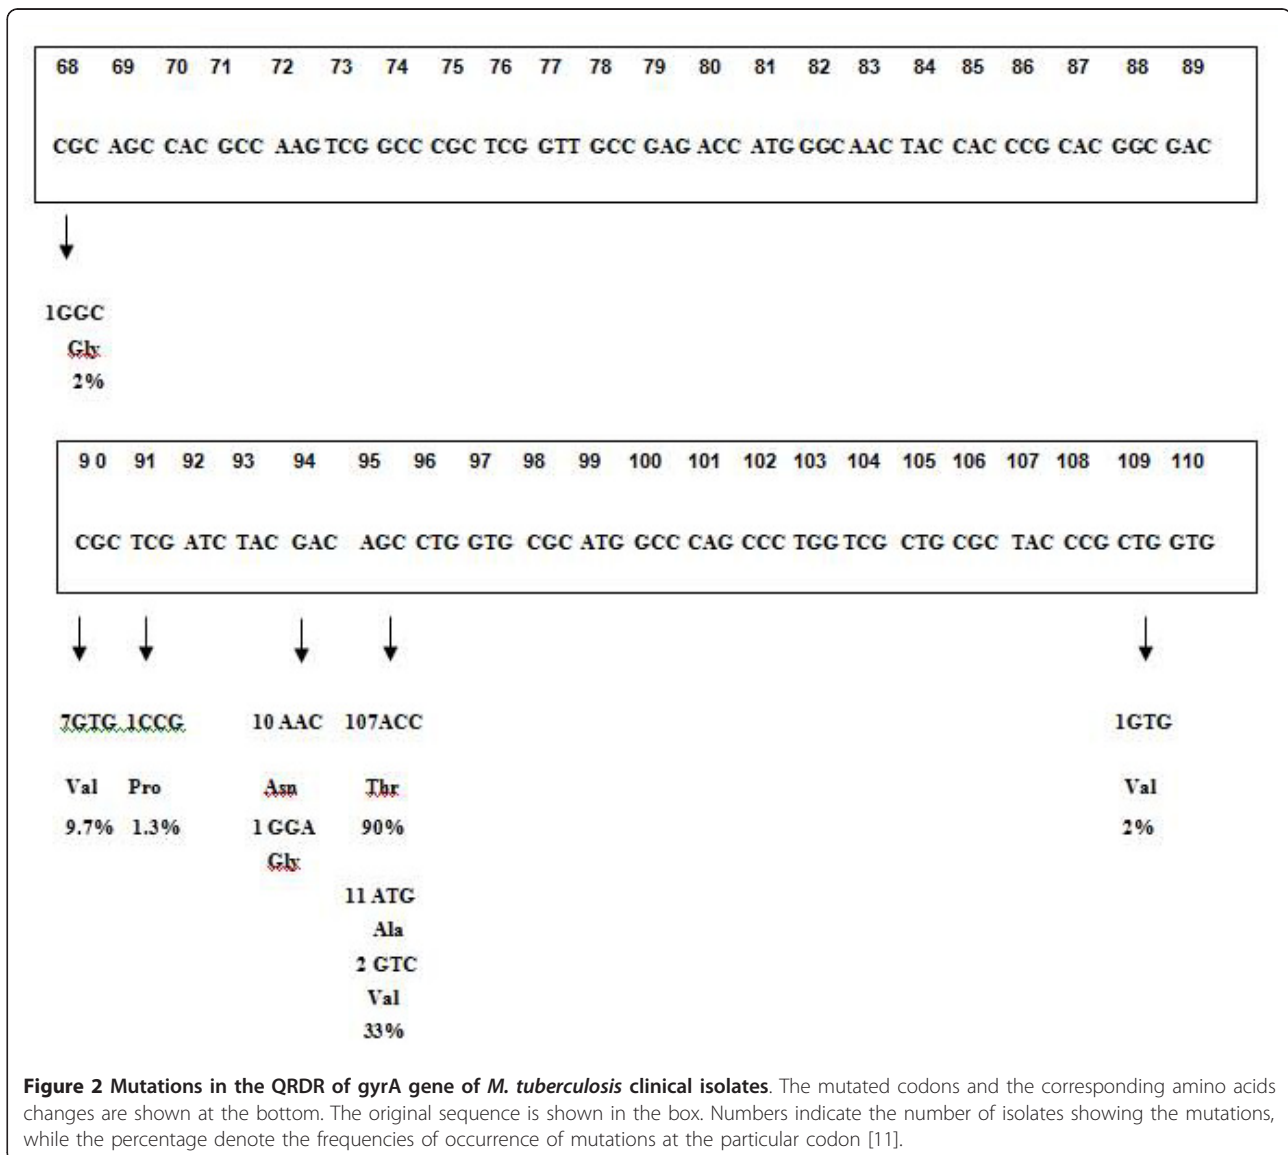 68 69 70 71 72 73 74 75 76 77 78 79 80 81 82 83 84 85 86 87 88 89
CGC AGC CAC GCC AAG TCG GCC CGC TCG GTT GCC GAG ACC ATG GGC AAC TAC CAC CCG CAC GGC GAC
1GGC
Gly
2%
9 0 91 92 93 94 95 96 97 98 99 100 101 102 103 104 105 106 107 108 109 110
CGC TCG ATC TAC GAC AGC CTG GTG CGC ATG GCC CAG CCC TGG TCG CTG CGC TAC CCG CTG GTG
7GTG 1CCG 10 AAC 107ACC 1GTG
Val Pro Asn Thr Val
9.7% 1.3% 1 GGA 90% 2%
Gly
11 ATG
Ala
2 GTC
Val
33%
Figure 2 Mutations in the QRDR of gyrA gene of M. tuberculosis clinical isolates. The mutated codons and the corresponding amino acids
changes are shown at the bottom. The original sequence is shown in the box. Numbers indicate the number of isolates showing the mutations,
while the percentage denote the frequencies of occurrence of mutations at the particular codon [11].